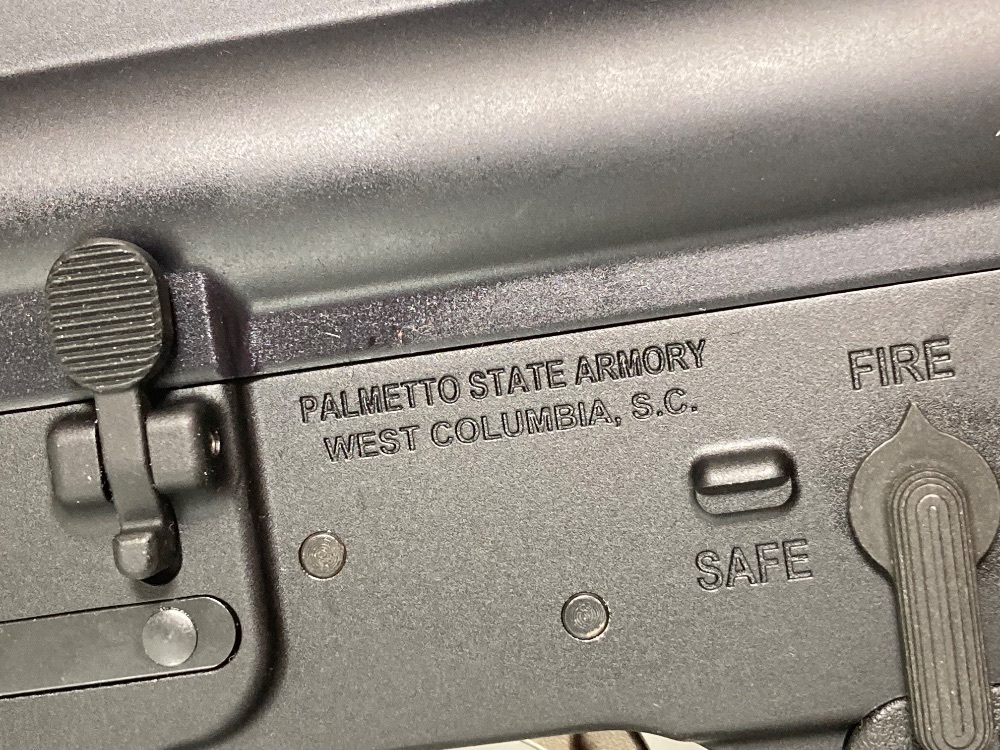 PALMETTO STATE ARMORY
WEST COLUMBIA, S.C.
FIRE
SAFE